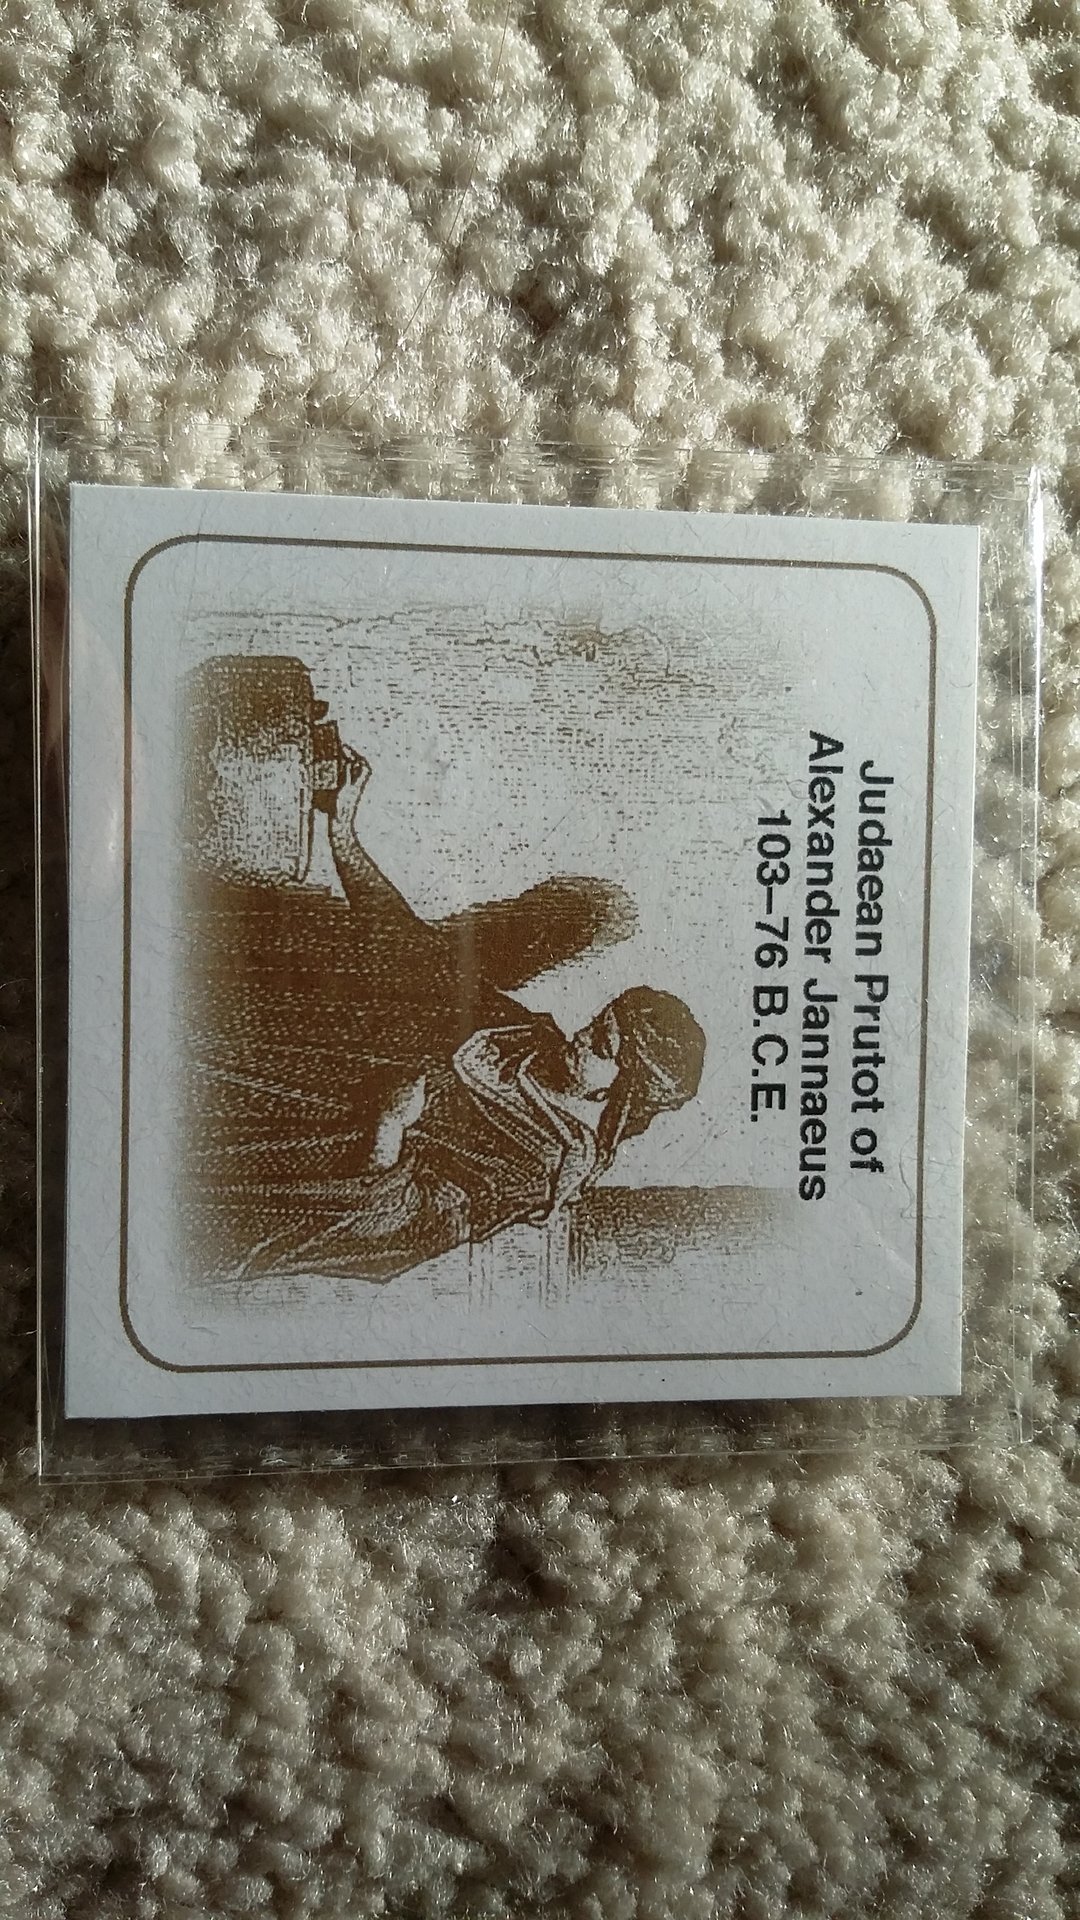 Judaean Prutot of
Alexander Jannaeus
103–76 B.C.E.